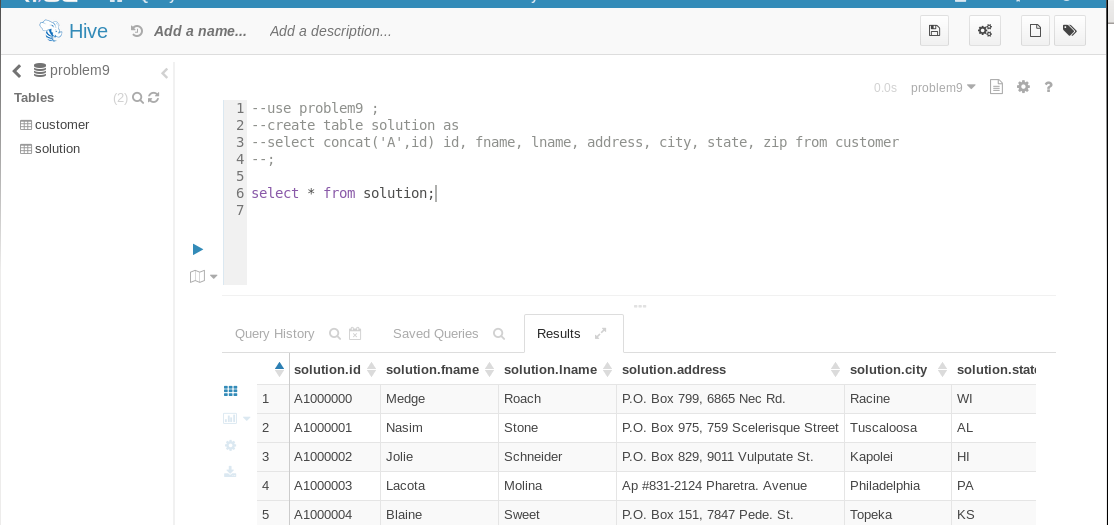 Hive Add a name... Add a description...
problem9
Tables (2)
customer
solution
0.0s problem9 ?
1 --use problem9 ;
2 --create table solution as
3 --select concat('A',id) id, fname, lname, address, city, state, zip from customer
4 --;
5
6 select * from solution;
7
Query History Saved Queries Results
solution.id solution.fname solution.lname solution.address solution.city solution.state
1 A1000000 Medge Roach P.O. Box 799, 6865 Nec Rd. Racine WI
2 A1000001 Nasim Stone P.O. Box 975, 759 Scelerisque Street Tuscaloosa AL
3 A1000002 Jolie Schneider P.O. Box 829, 9011 Vulputate St. Kapolei HI
4 A1000003 Lacota Molina Ap #831-2124 Pharetra. Avenue Philadelphia PA
5 A1000004 Blaine Sweet P.O. Box 151, 7847 Pede. St. Topeka KS